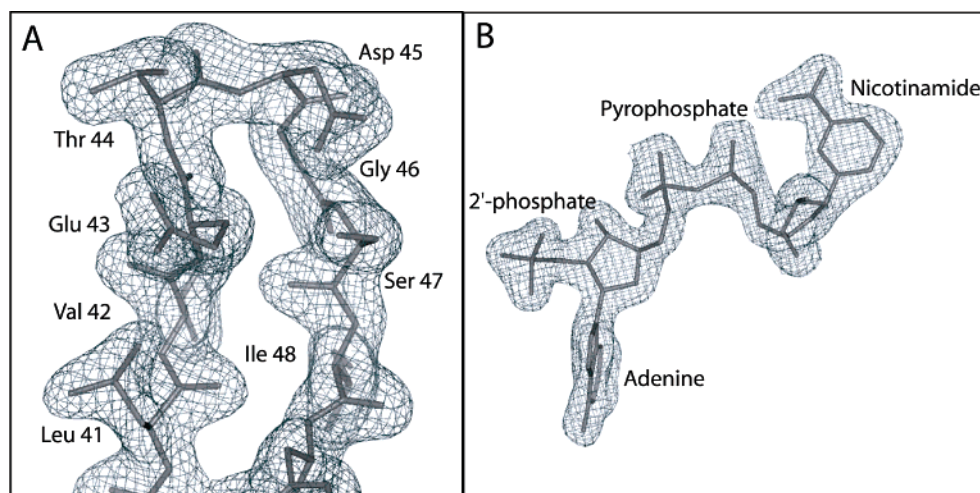 A
Asp 45
Thr 44
Gly 46
Glu 43
Ser 47
Val 42
Ile 48
Leu 41
B
Nicotinamide
Pyrophosphate
2'-phosphate
Adenine